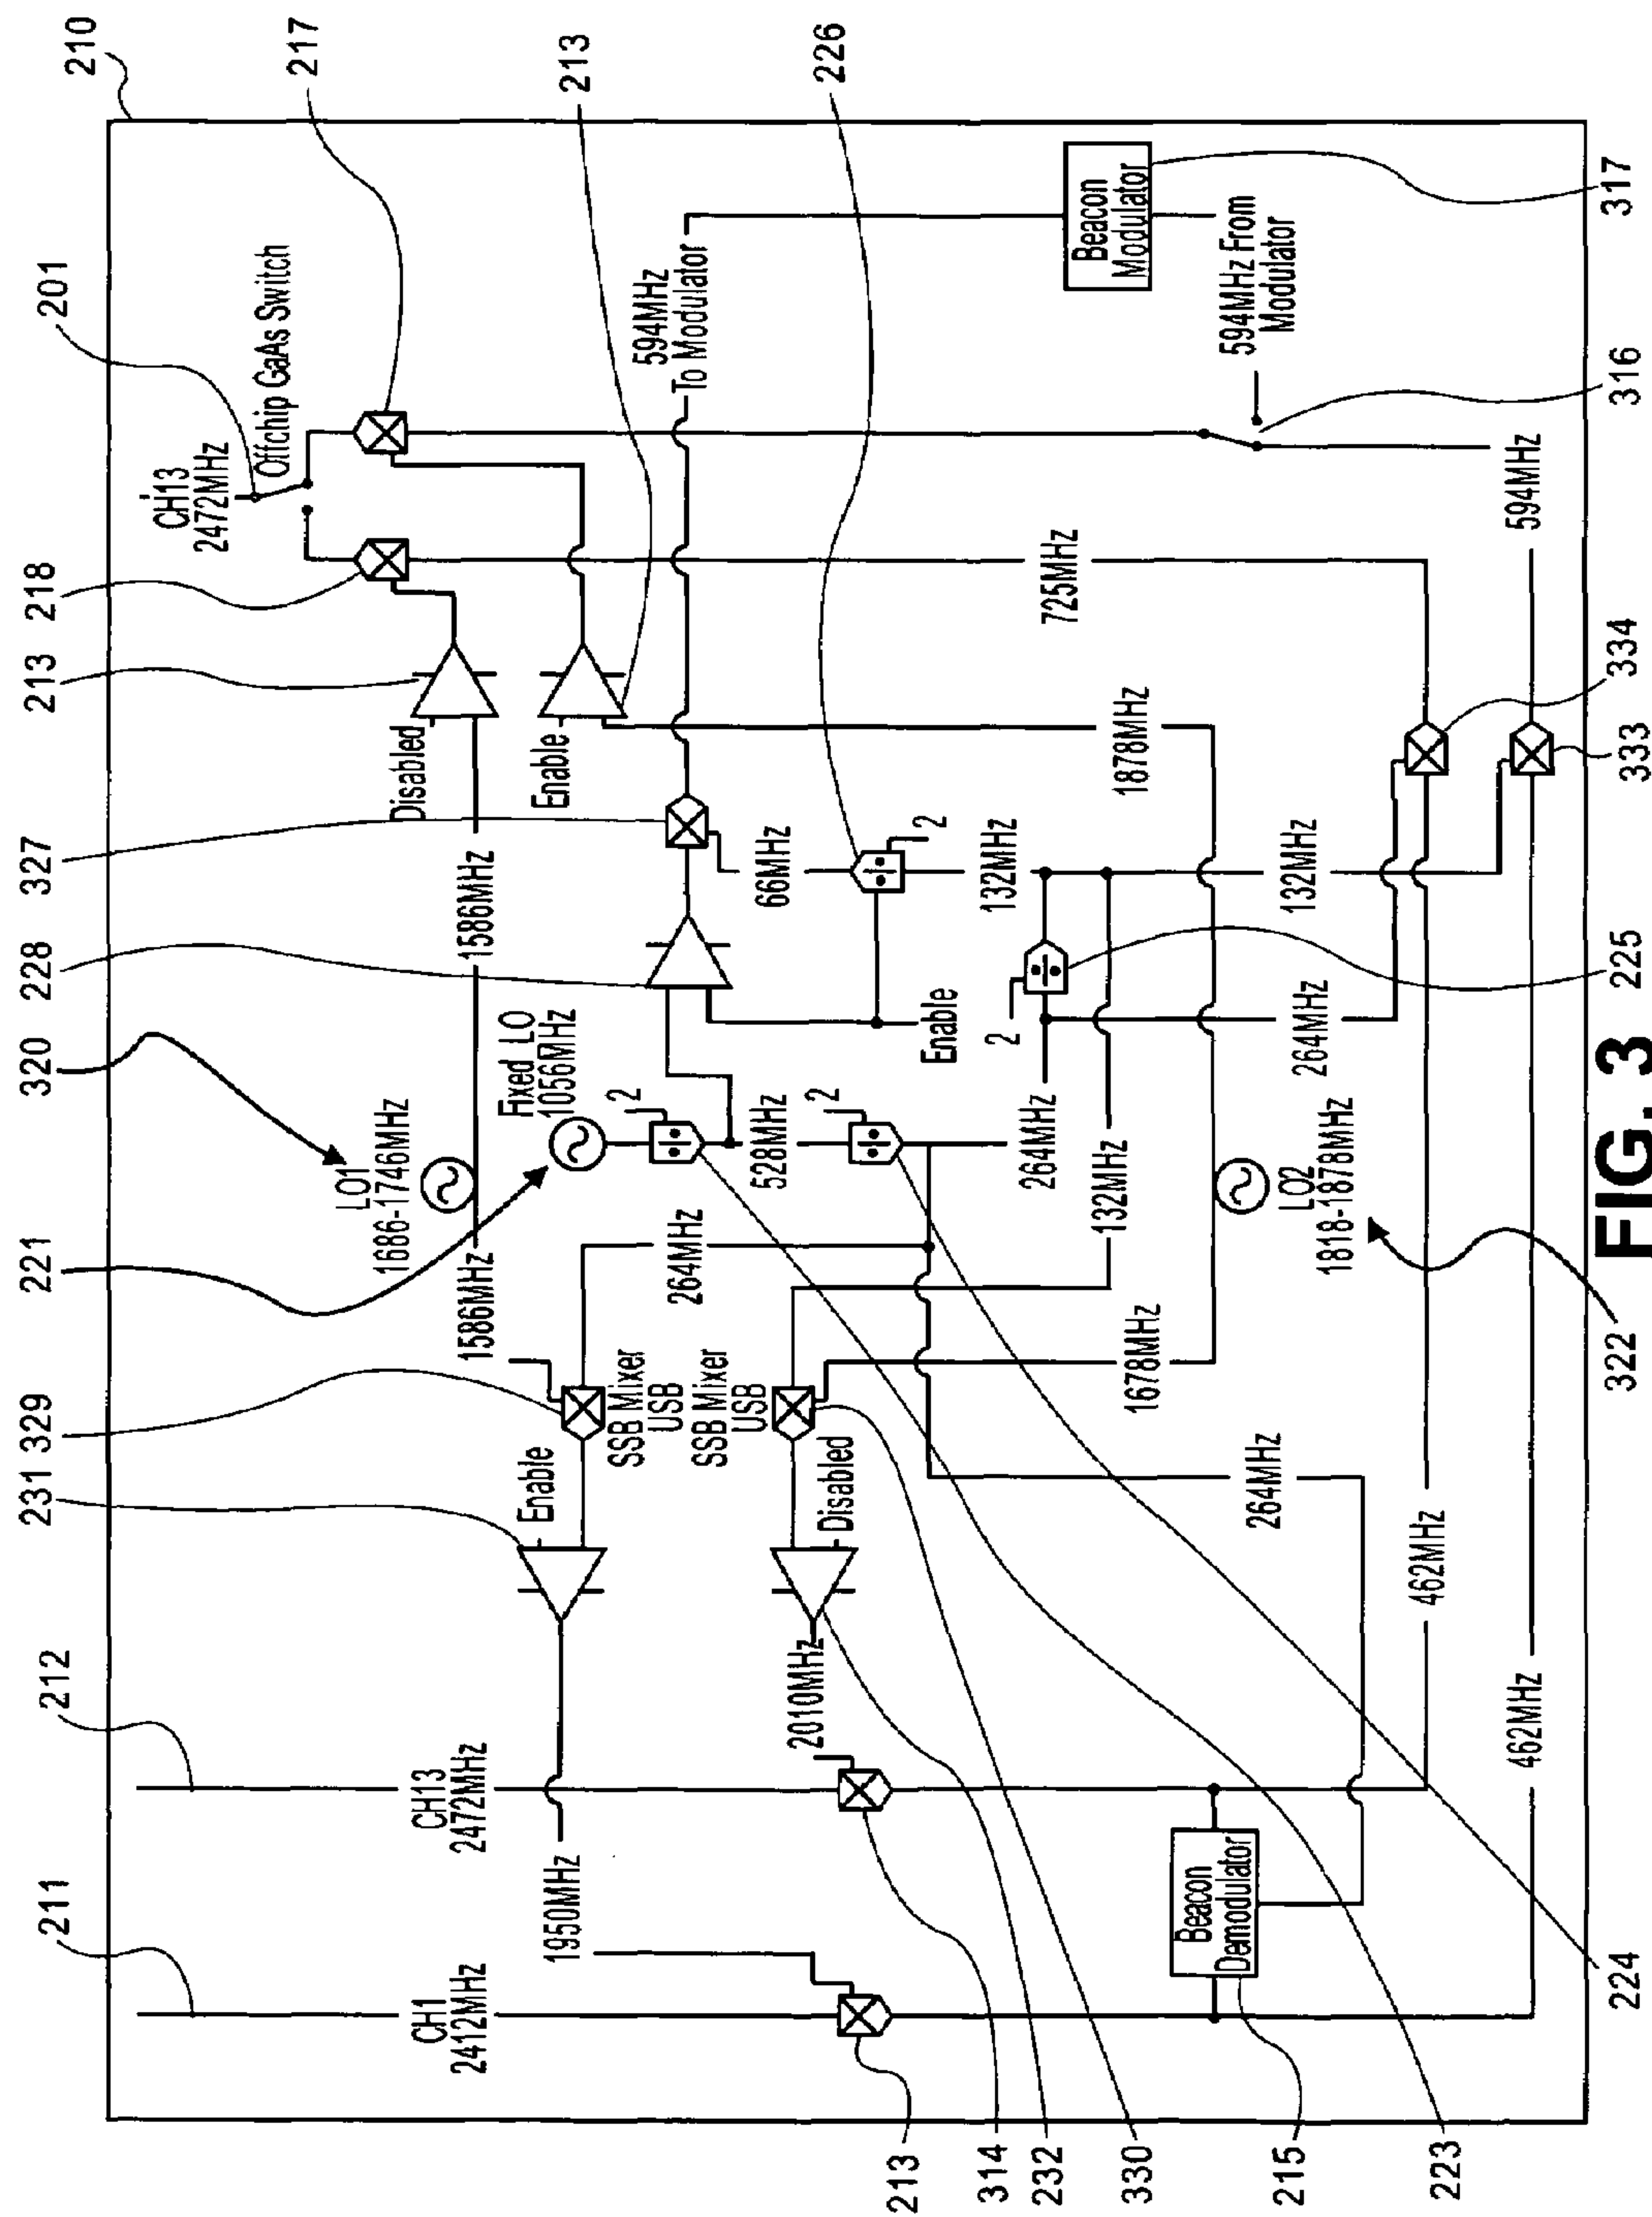 210
217
213
226
201
218
213
327
228
320
221
329
231
212
211
CH13
2472MHz
Offchip GaAs Switch
Disabled
Enable
1586MHz
594MHz
To Modulator
Beacon
Modulator
594MHz From
Modulator
LO1
1686-1746MHz
1586MHz
Fixed LO
1056MHz
2
528MHz
2
66MHz
2
132MHz
Enable
2
264MHz
132MHz
725MHz
1878MHz
132MHz
264MHz
594MHz
264MHz
132MHz
SSB Mixer
USB
SSB Mixer
USB
1678MHz
LO2
1818-1878MHz
Enable
Disabled
264MHz
462MHz
462MHz
2010MHz
CH13
2472MHz
1950MHz
CH1
2412MHz
Beacon
Demodulator
317
316
334
333
225
322
224
223
215
330
232
314
213
FIG. 3